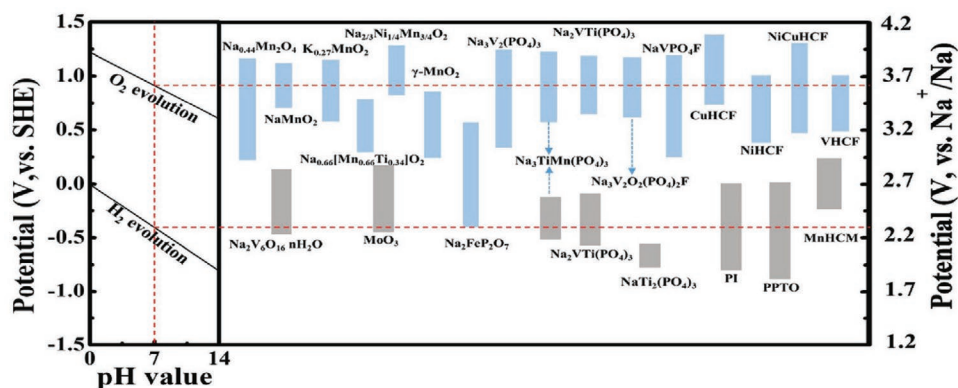 1.5
1.0
0.5
0.0
-0.5
-1.0
-1.5
Potential (V,vs. SHE)
O2 evolution
H2 evolution
0 7 14
pH value
Na2/3Ni1/4Mn3/4O2
Na0.44Mn2O4
K0.27MnO2
Na3V2(PO4)3
Na2VTi(PO4)3
NaVPO4F
NiCuHCF
γ-MnO2
NaMnO2
CuHCF
NiHCF
VHCF
Na0.66[Mn0.66Ti0.34]O2
Na3TiMn(PO4)3
Na3V2O2(PO4)2F
Na2V6O16 nH2O
MoO3
Na2FeP2O7
Na2VTi(PO4)3
NaTi2(PO4)3
PI
PPTO
MnHCM
4.2
3.7
3.2
2.7
2.2
1.7
1.2
Potential (V, vs. Na+/Na)